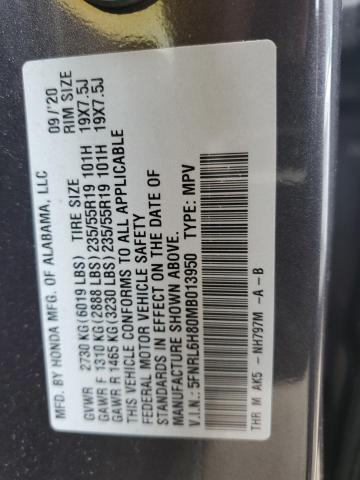 MFD. BY HONDA MFG. OF ALABAMA, LLC 09/'20
TIRE SIZE RIM SIZE
GVWR 2730 KG(6019 LBS)
GAWR F 1310 KG(2888 LBS) 235/55R19 101H 19X7.5J
GAWR R 1465 KG(3230 LBS) 235/55R19 101H 19X7.5J
THIS VEHICLE CONFORMS TO ALL APPLICABLE
FEDERAL MOTOR VEHICLE SAFETY
STANDARDS IN EFFECT ON THE DATE OF
MANUFACTURE SHOWN ABOVE.
V.I.N.: 5FNRL6H80MB013950 TYPE: MPV
THR M AK5 - NH797M -A -B